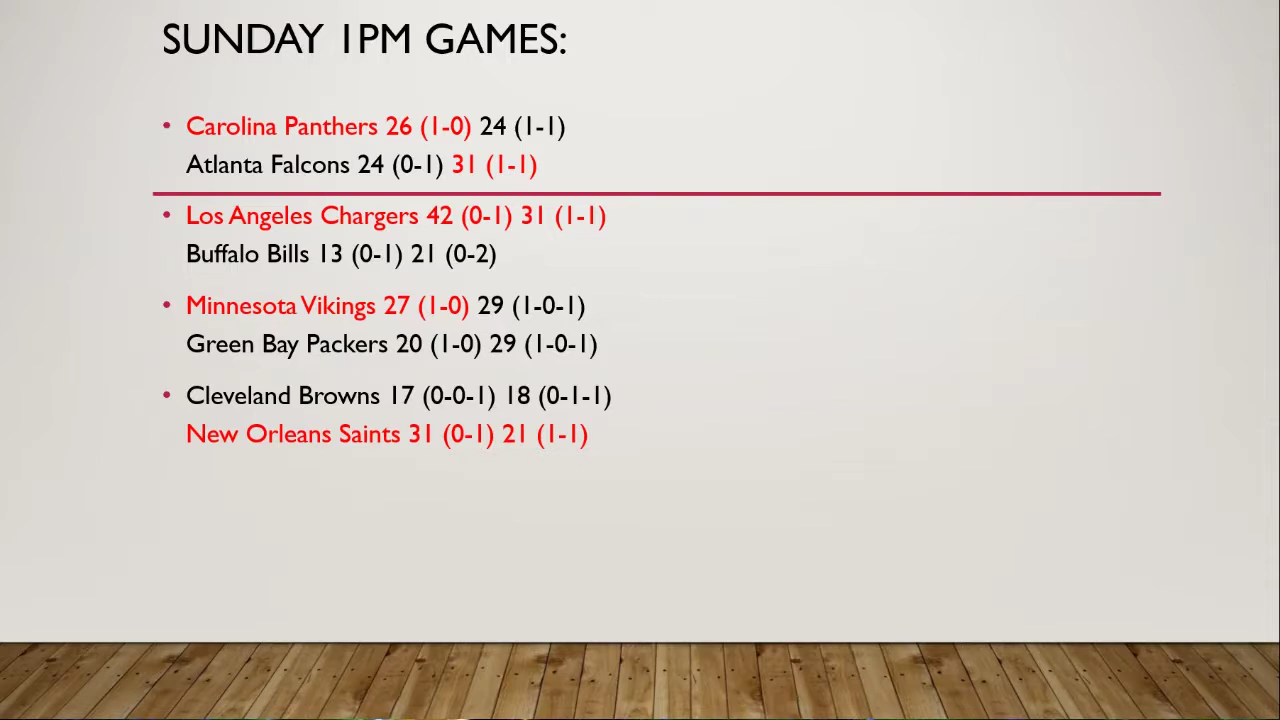 SUNDAY 1PM GAMES:
• Carolina Panthers 26 (1-0) 24 (1-1)
Atlanta Falcons 24 (0-1) 31 (1-1)
• Los Angeles Chargers 42 (0-1) 31 (1-1)
Buffalo Bills 13 (0-1) 21 (0-2)
• Minnesota Vikings 27 (1-0) 29 (1-0-1)
Green Bay Packers 20 (1-0) 29 (1-0-1)
• Cleveland Browns 17 (0-0-1) 18 (0-1-1)
New Orleans Saints 31 (0-1) 21 (1-1)